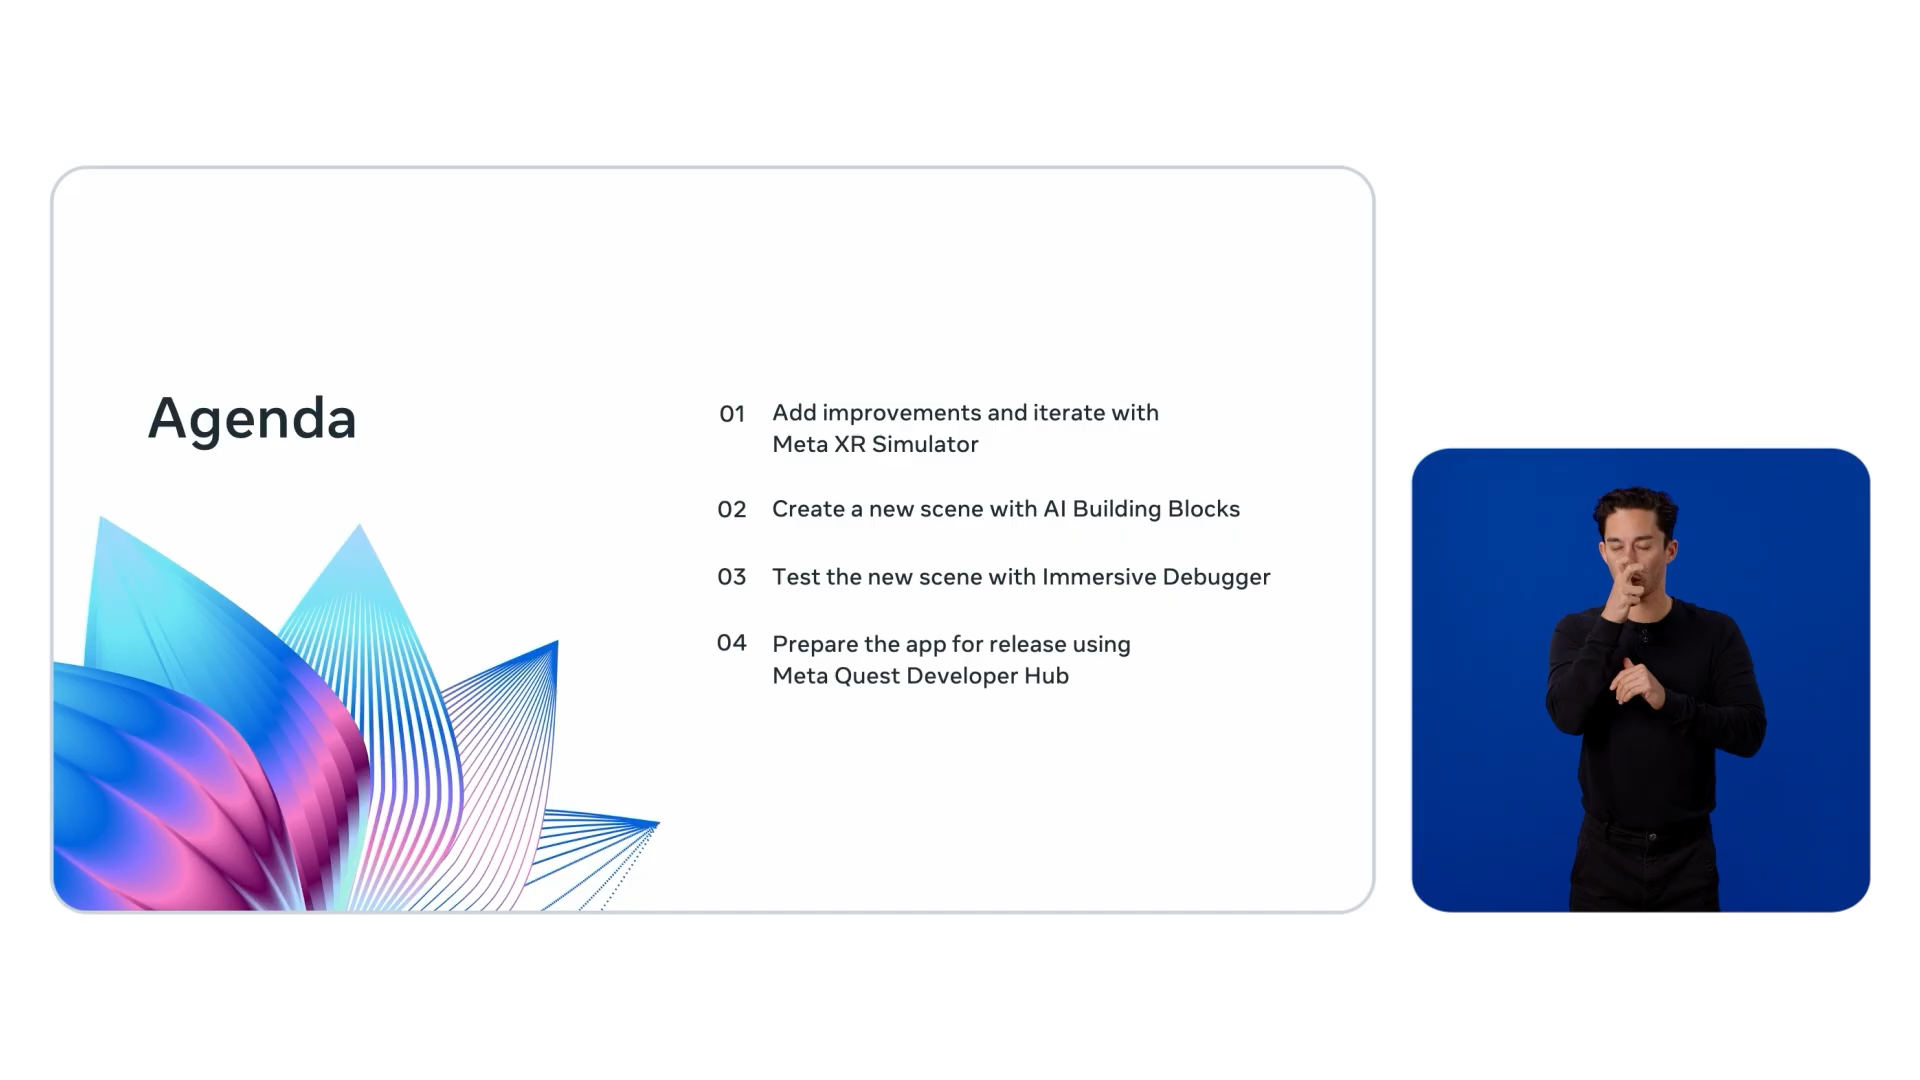 Agenda
01 Add improvements and iterate with
Meta XR Simulator
02 Create a new scene with AI Building Blocks
03 Test the new scene with Immersive Debugger
04 Prepare the app for release using
Meta Quest Developer Hub